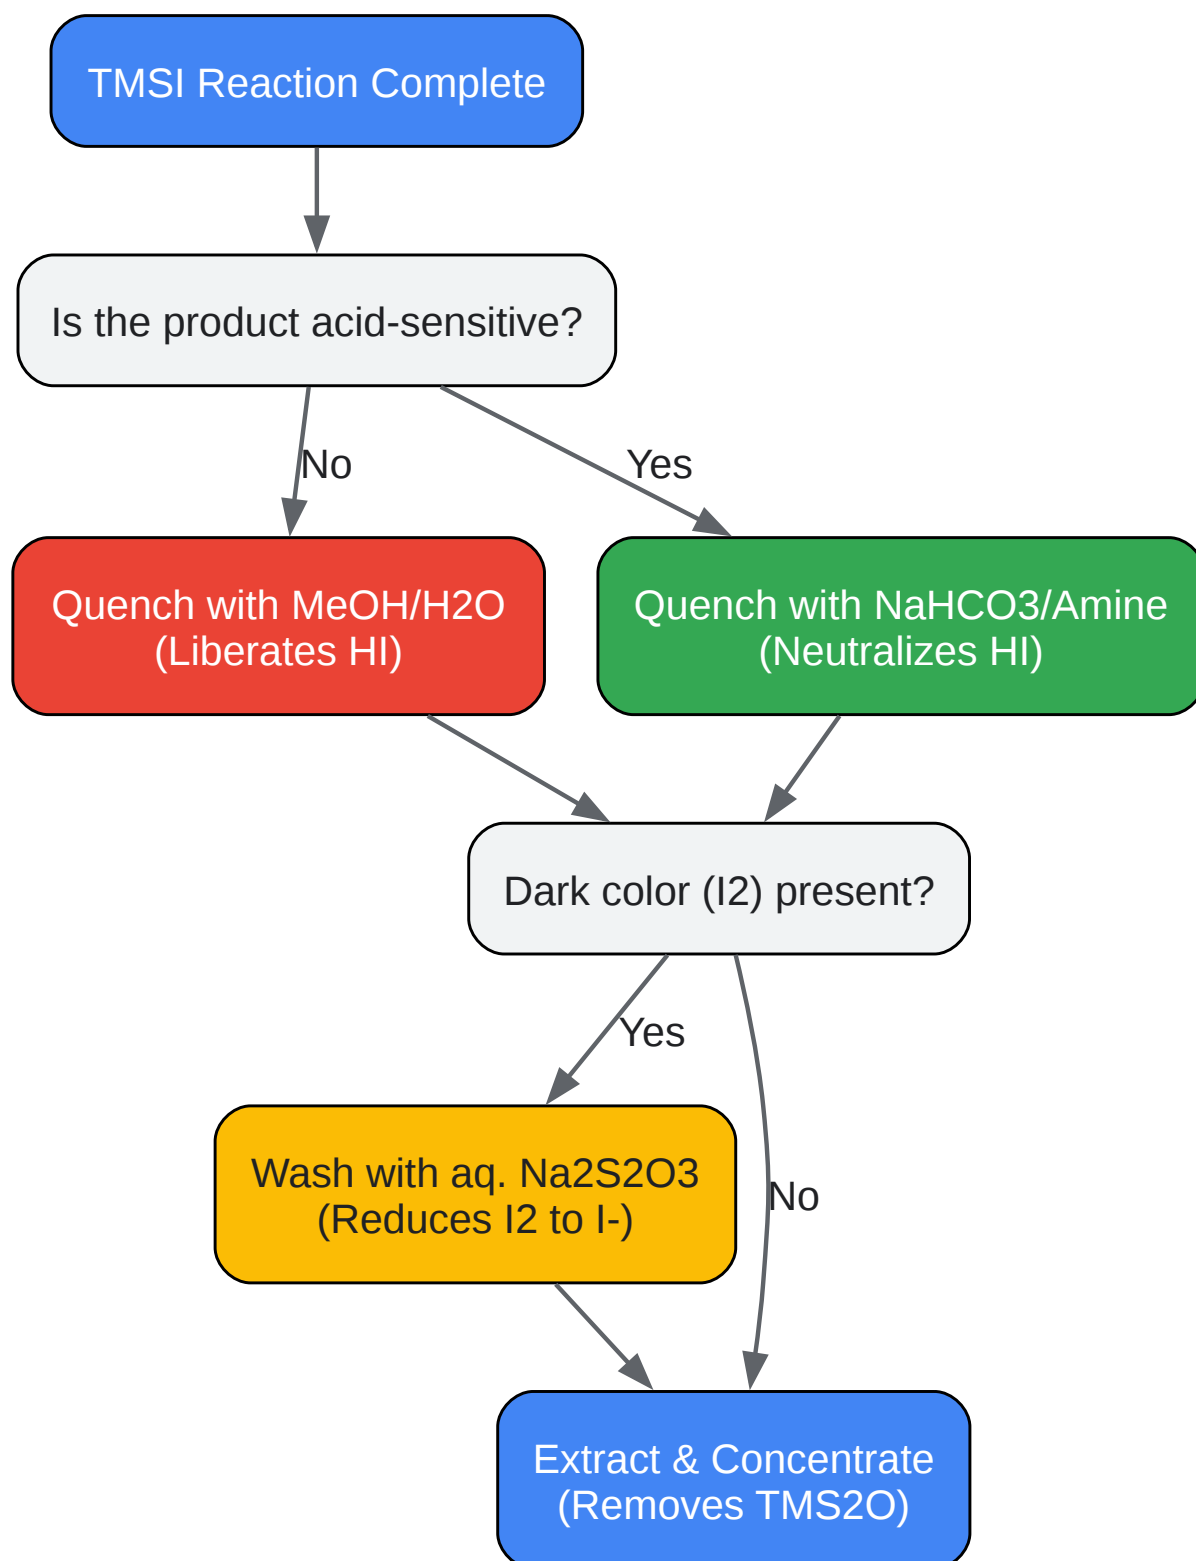 TMSI Reaction Complete
Is the product acid-sensitive?
No
Yes
Quench with MeOH/H2O
(Liberates HI)
Quench with NaHCO3/Amine
(Neutralizes HI)
Dark color (I2) present?
Yes
Wash with aq. Na2S2O3
(Reduces I2 to I-)
No
Extract & Concentrate
(Removes TMS2O)